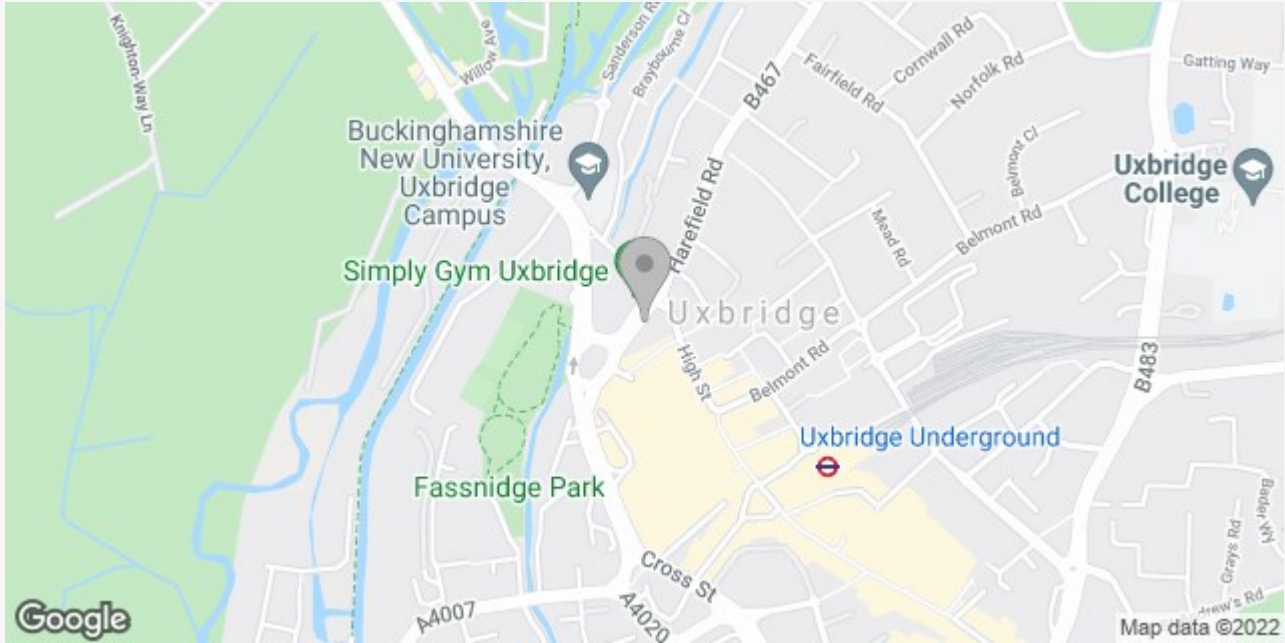 Knighton-Way Ln
Willow Ave
Sanderson Rd
Braybourne Cl
B467
Fairfield Rd
Cornwall Rd
Norfolk Rd
Gatting Way
Buckinghamshire
New University,
Uxbridge
Campus
Harefield Rd
Belmont Cl
Uxbridge
College
Mead Rd
Belmont Rd
Simply Gym Uxbridge
Uxbridge
High St
Belmont Rd
B483
Uxbridge Underground
Fassnidge Park
Bader Wy
Grays Rd
Cross St
A4007
A4020
drew's Rd
Google
Map data ©2022